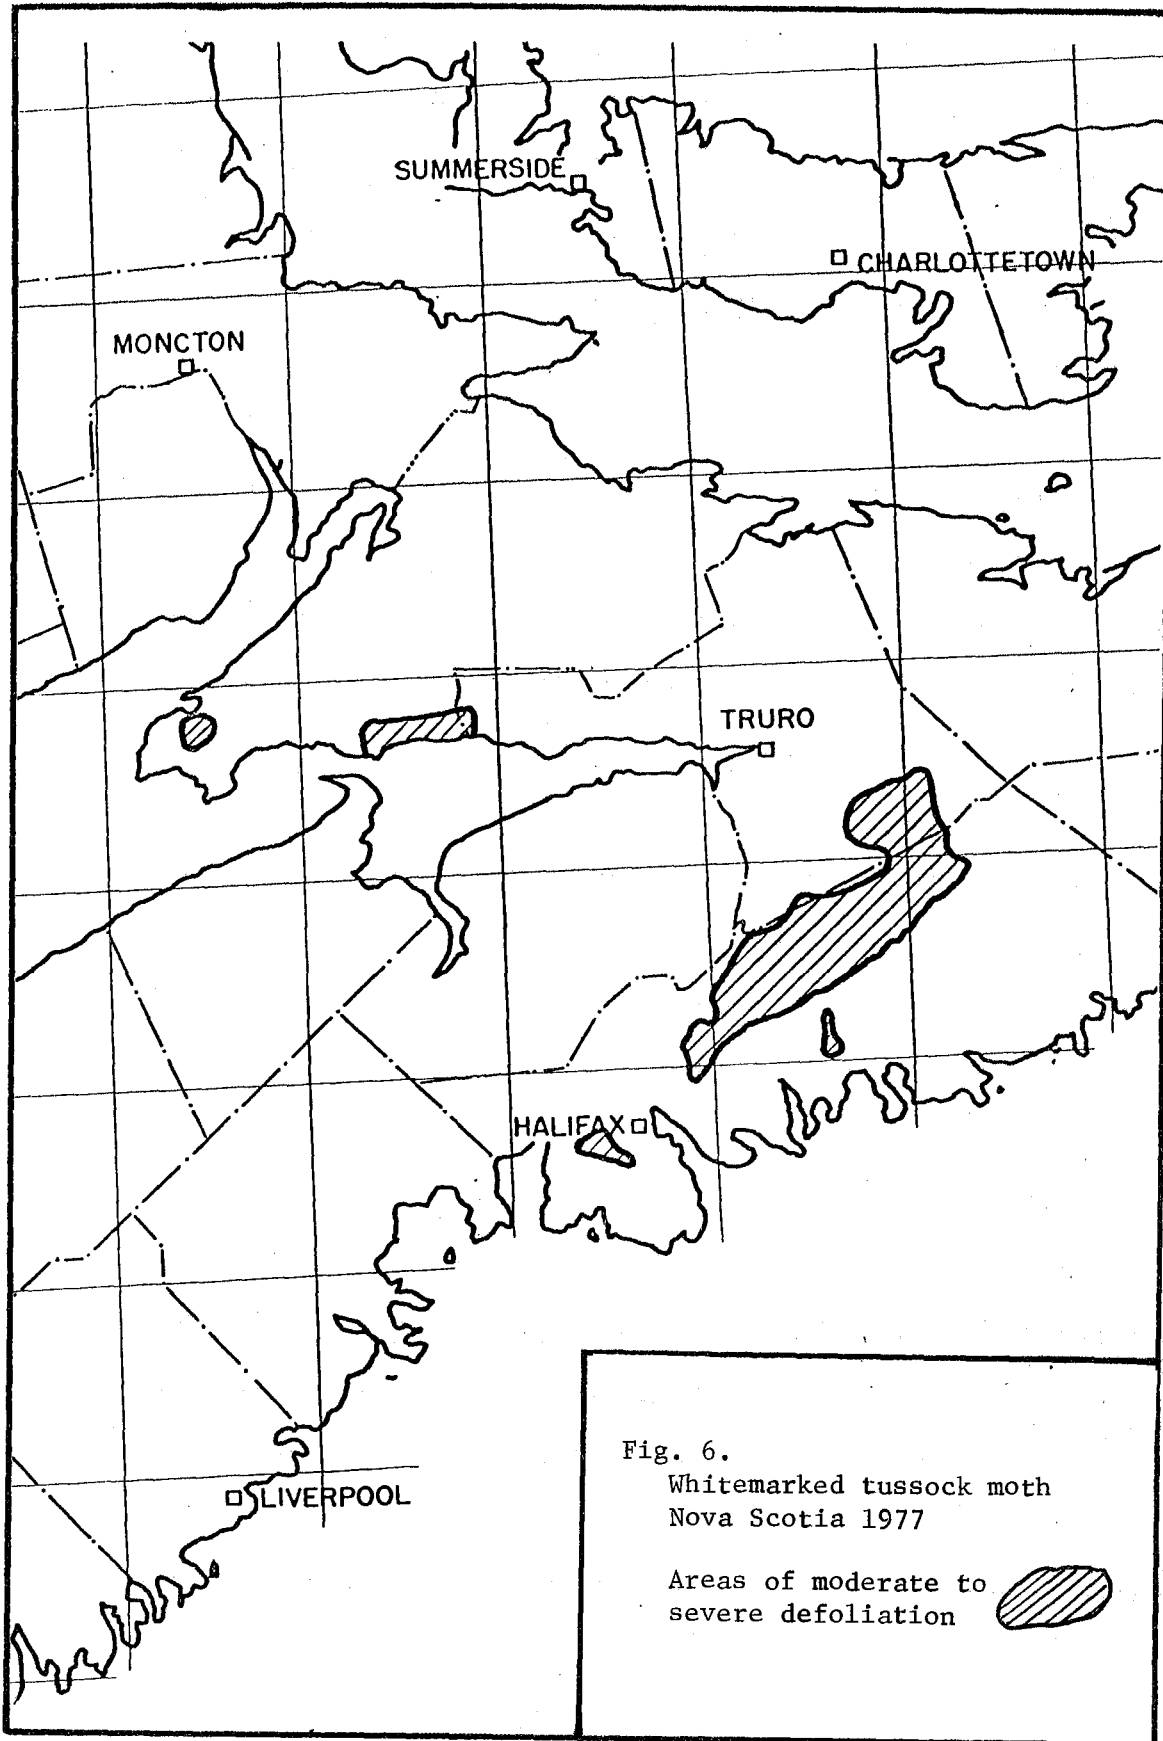 SUMMERSIDE
CHARLOTTETOWN
MONCTON
TRURO
HALIFAX
LIVERPOOL
Fig. 6.
Whitemarked tussock moth
Nova Scotia 1977
Areas of moderate to
severe defoliation